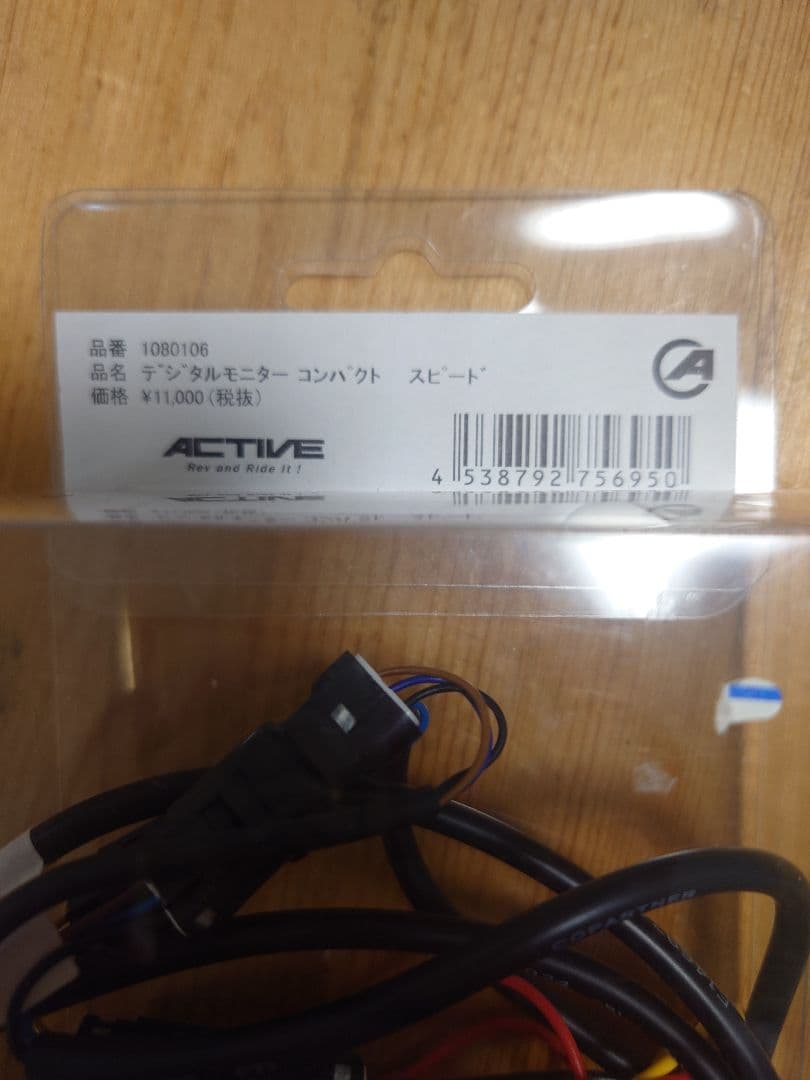 品番 1080106
品名 デジタルモニター コンパクト スピード
価格 ¥11,000(税抜)
A
ACTIVE
Rev and Ride It!
4 538792 756950
COPARTNER